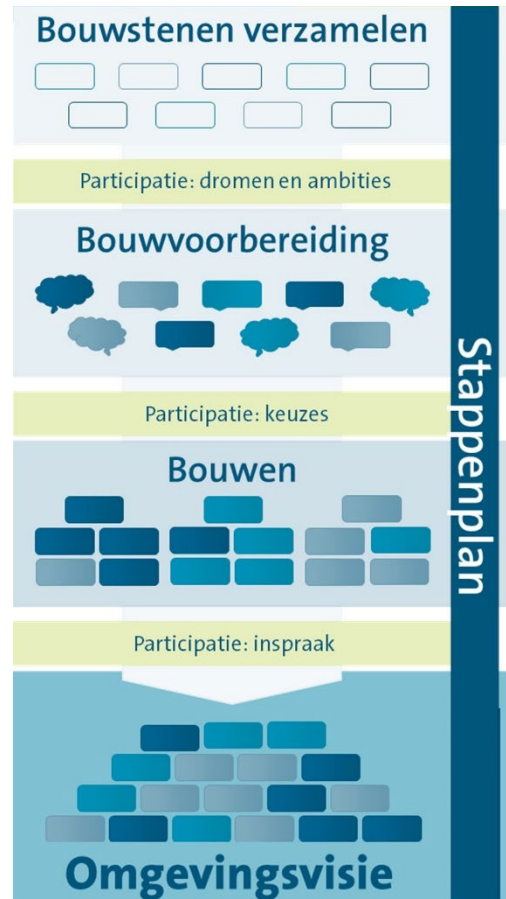 Bouwstenen verzamelen
Participatie: dromen en ambities
Bouwvoorbereiding
Participatie: keuzes
Bouwen
Participatie: inspraak
Omgevingsvisie
Stappenplan